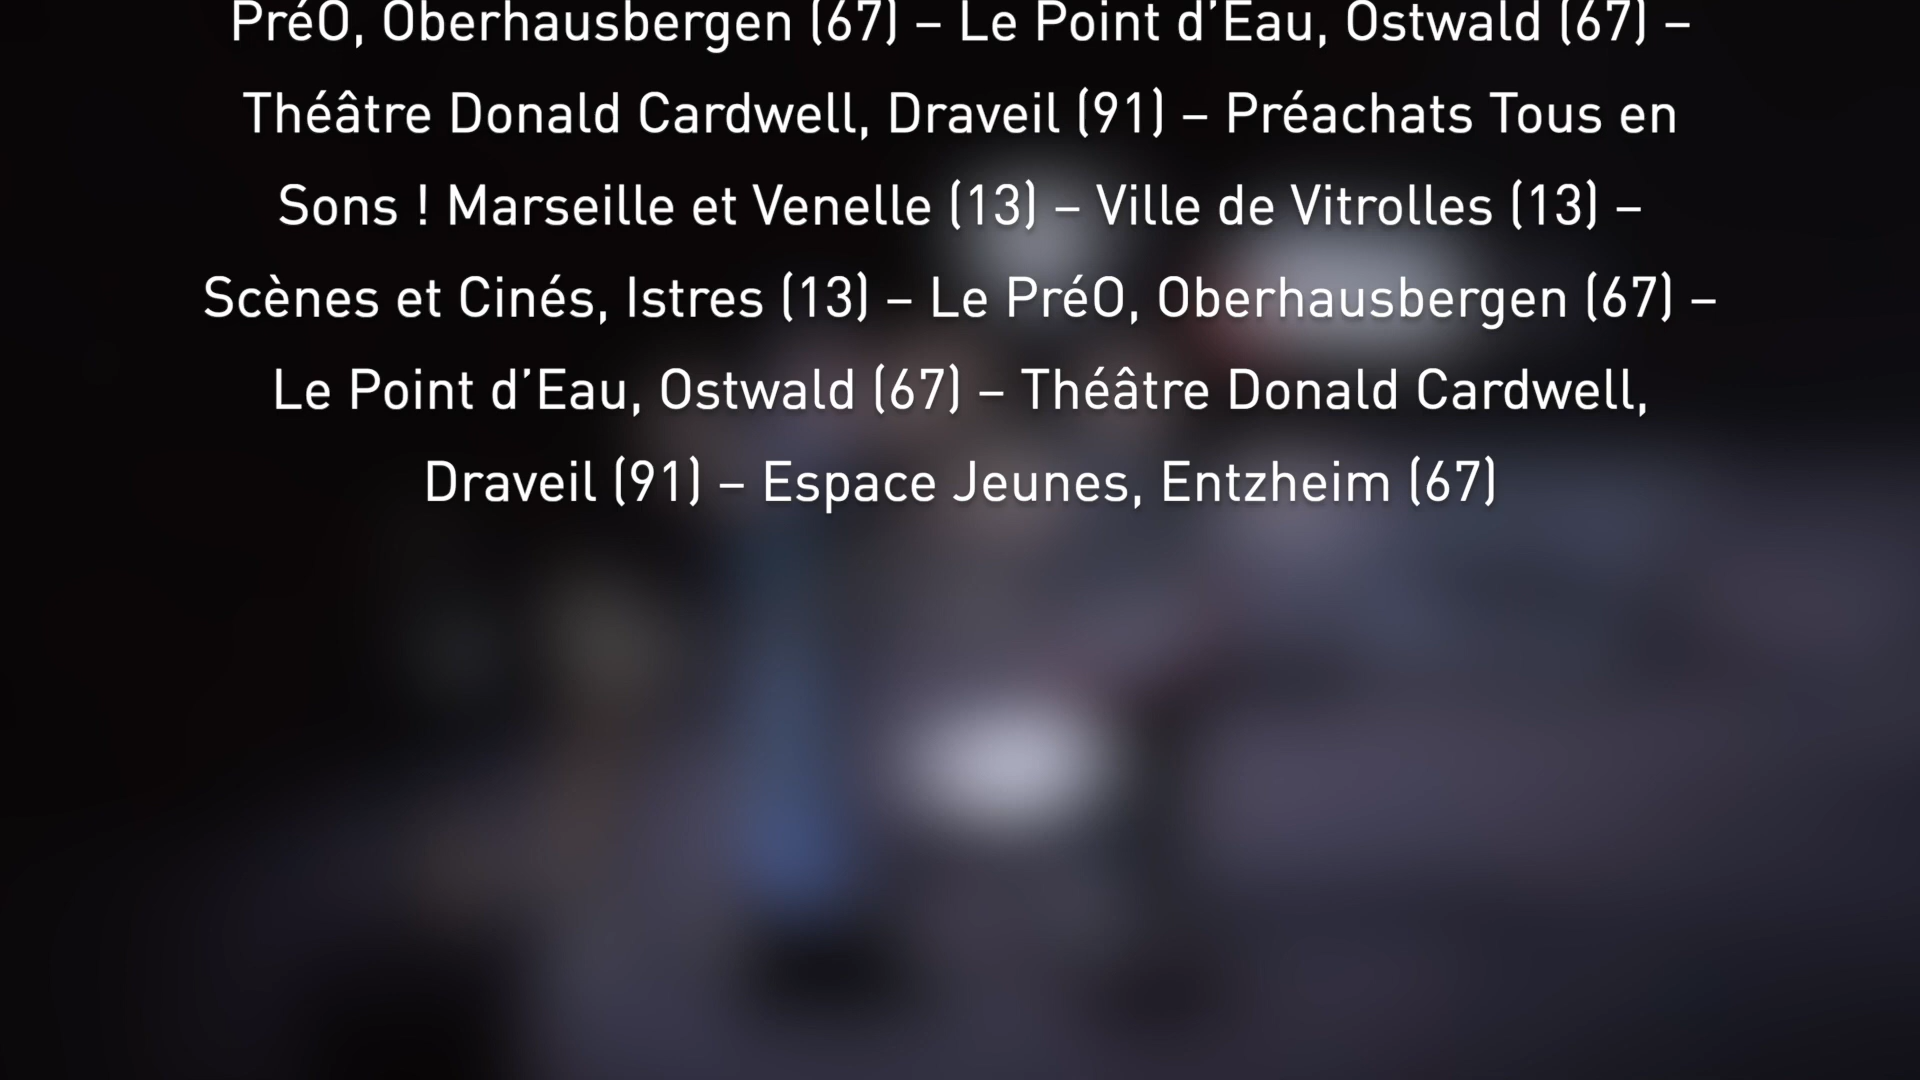 PréO, Oberhausbergen (67) – Le Point d’Eau, Ostwald (67) –
Théâtre Donald Cardwell, Draveil (91) – Préachats Tous en
Sons ! Marseille et Venelle (13) – Ville de Vitrolles (13) –
Scènes et Cinés, Istres (13) – Le PréO, Oberhausbergen (67) –
Le Point d’Eau, Ostwald (67) – Théâtre Donald Cardwell,
Draveil (91) – Espace Jeunes, Entzheim (67)